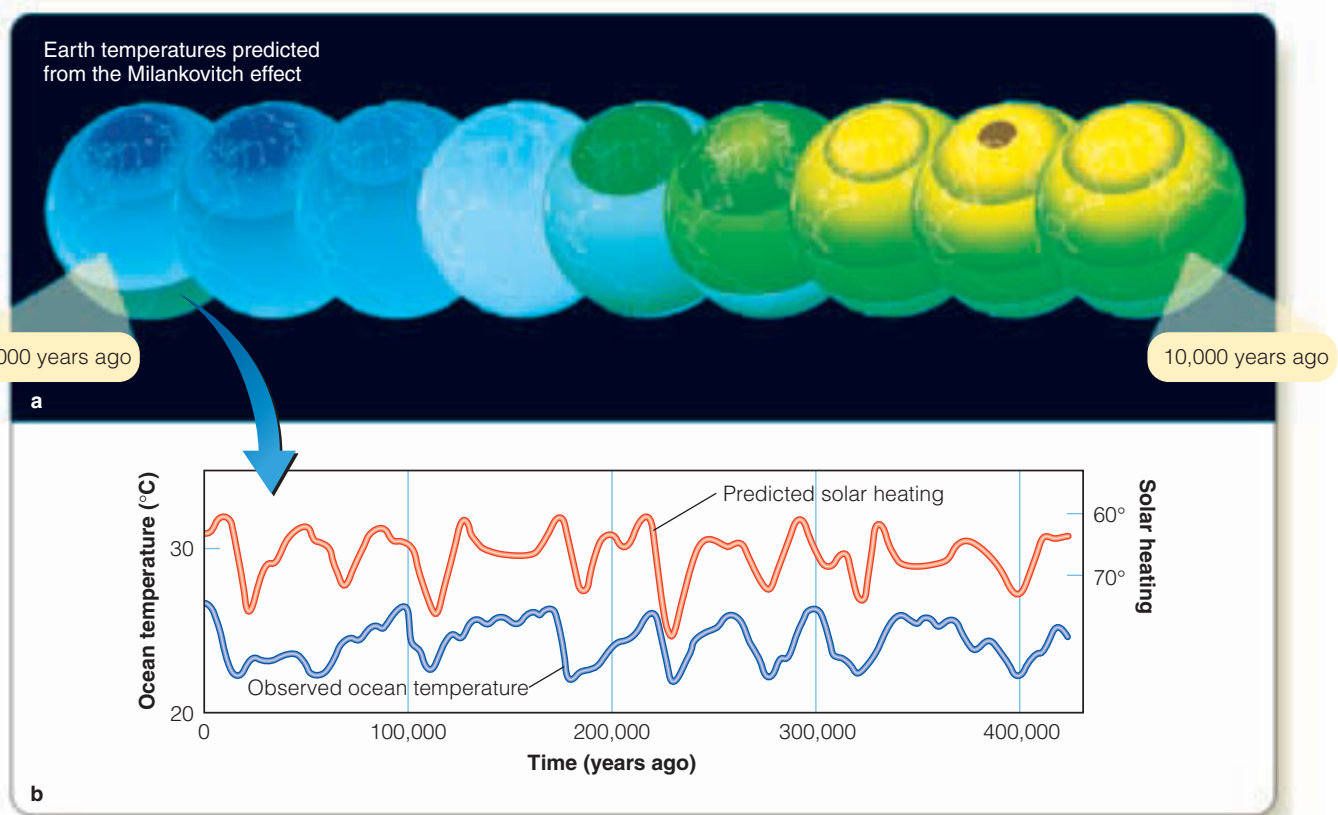 Earth temperatures predicted
from the Milankovitch effect
000 years ago
10,000 years ago
a
Ocean temperature (°C)
30
20
Predicted solar heating
Observed ocean temperature
60°
70°
Solar heating
0
100,000
200,000
300,000
400,000
Time (years ago)
b